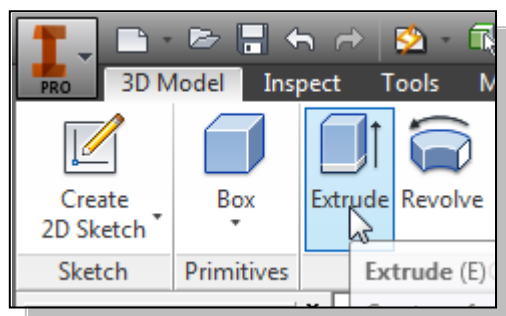 PRO 3D Model Inspect Tools
Create Box Extrude Revolve
2D Sketch
Sketch Primitives Extrude (E)